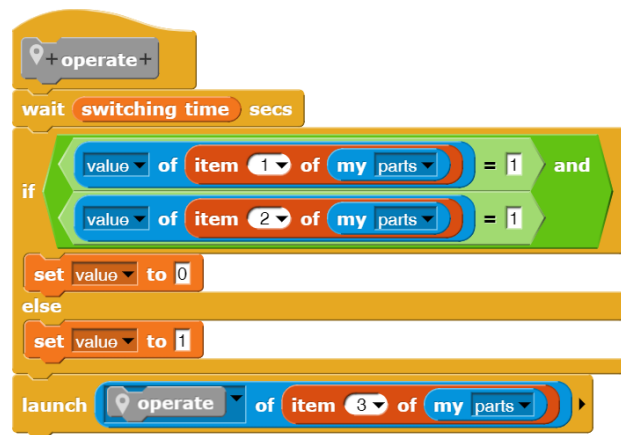 + operate +
wait switching time secs
if value of item 1 of my parts = 1 and
value of item 2 of my parts = 1
set value to 0
else
set value to 1
launch operate of item 3 of my parts